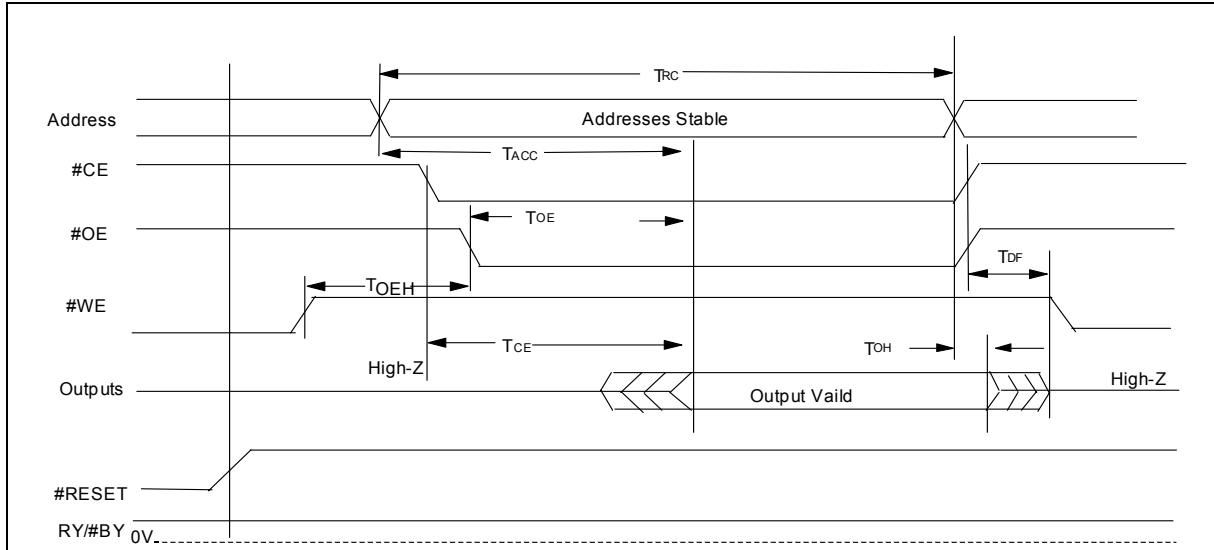 TRC
Address
Addresses Stable
TACC
#CE
TOE
#OE
TDF
TOEH
#WE
TCE
TOH
High-Z
High-Z
Outputs
Output Vaild
#RESET
RY/#BY
0V